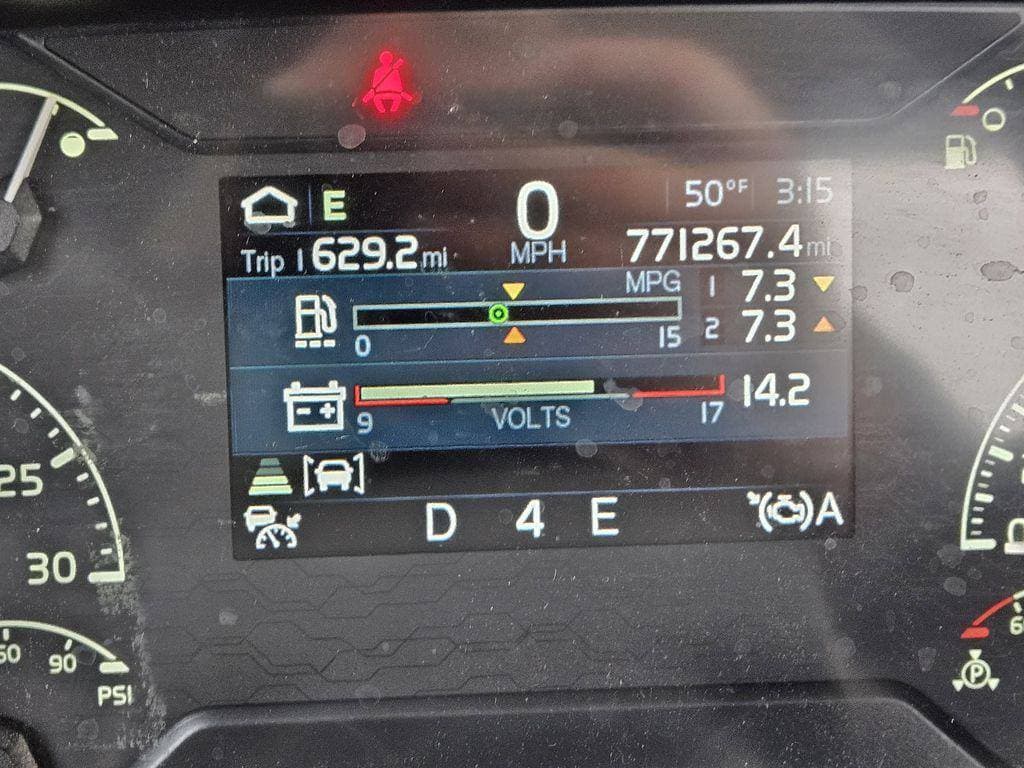 E 0 50°F 3:15
Trip 1 629.2 mi MPH 771267.4 mi
MPG 1 7.3
0 15 2 7.3
14.2
9 VOLTS 17
D 4 E A
25
30
90
PSI
P